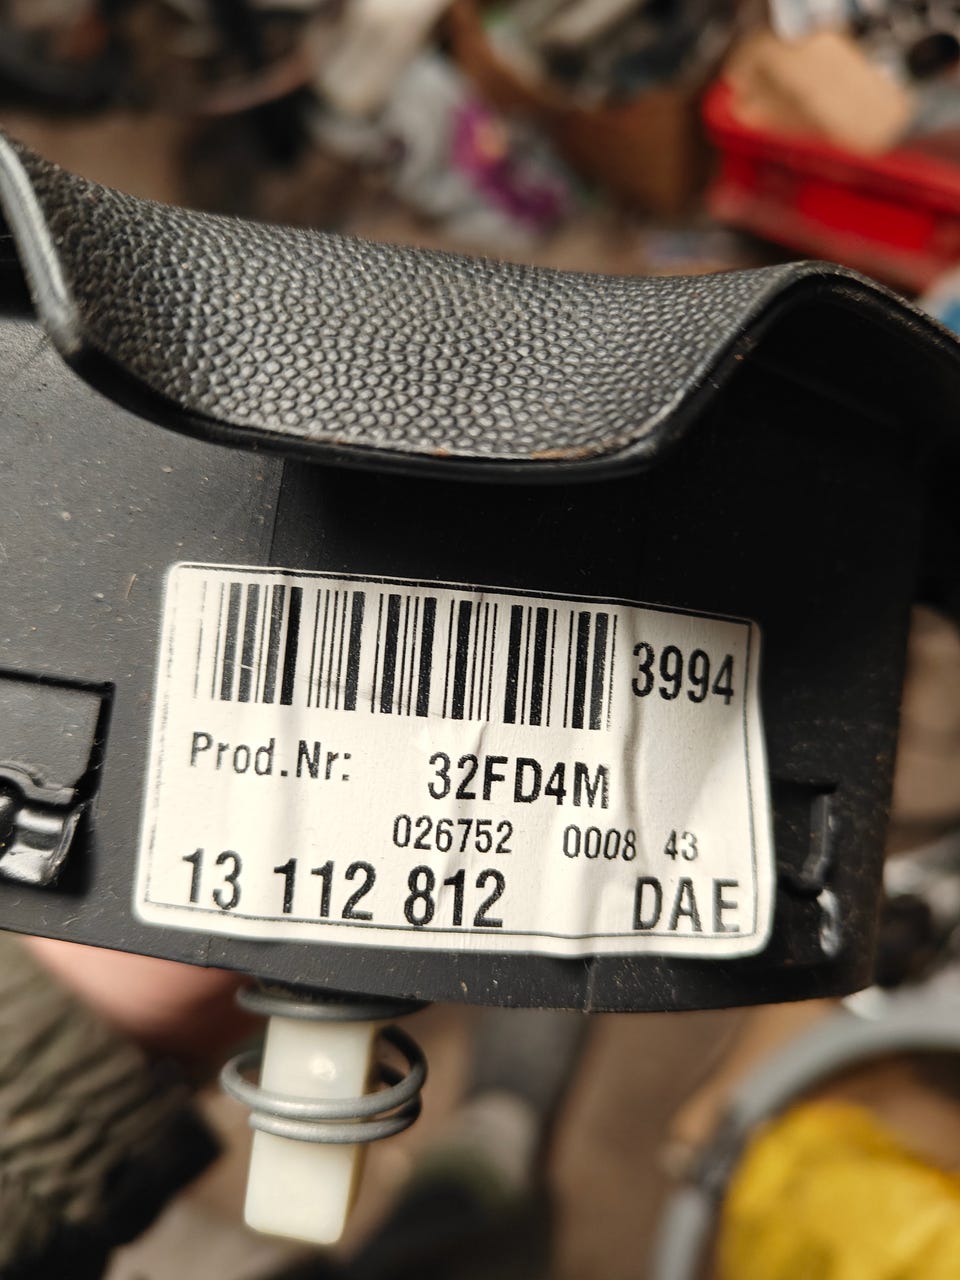 3994
Prod.Nr: 32FD4M
026752 0008 43
13 112 812 DAE